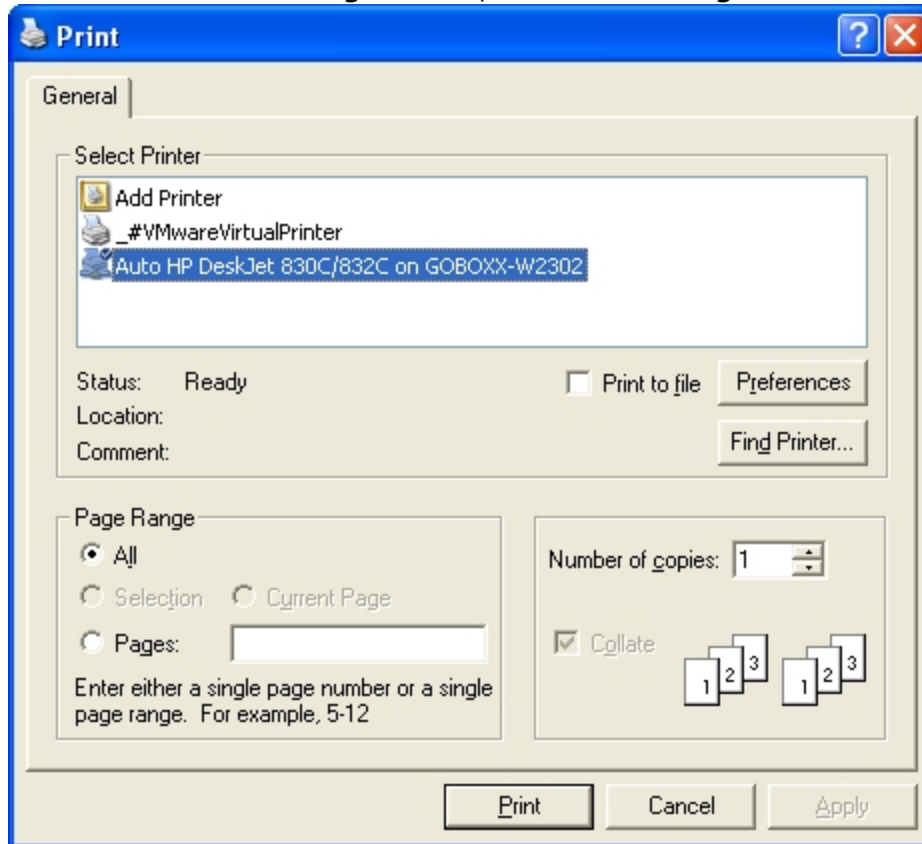 Print
General
Select Printer
Add Printer
_#VMwareVirtualPrinter
Auto HP DeskJet 830C/832C on GOBOXX-W2302
Status: Ready
Print to file
Preferences
Location:
Comment:
Find Printer...
Page Range
All
Selection Current Page
Pages:
Enter either a single page number or a single
page range. For example, 5-12
Number of copies: 1
Collate
1 2 3 1 2 3
Print Cancel Apply